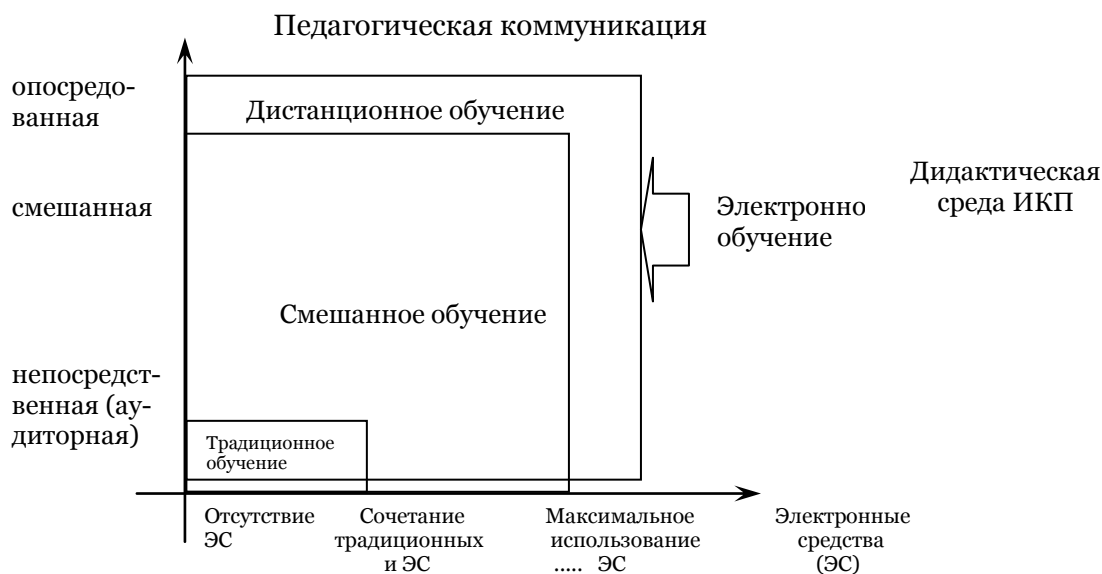 Педагогическая коммуникация
опосредо-
ванная
Дистанционное обучение
смешанная
Электронно
обучение
Дидактическая
среда ИКП
Смешанное обучение
непосредст-
венная (ау-
диторная)
Традиционное
обучение
Отсутствие
ЭС
Сочетание
традиционных
и ЭС
Максимальное
использование
..... ЭС
Электронные
средства
(ЭС)